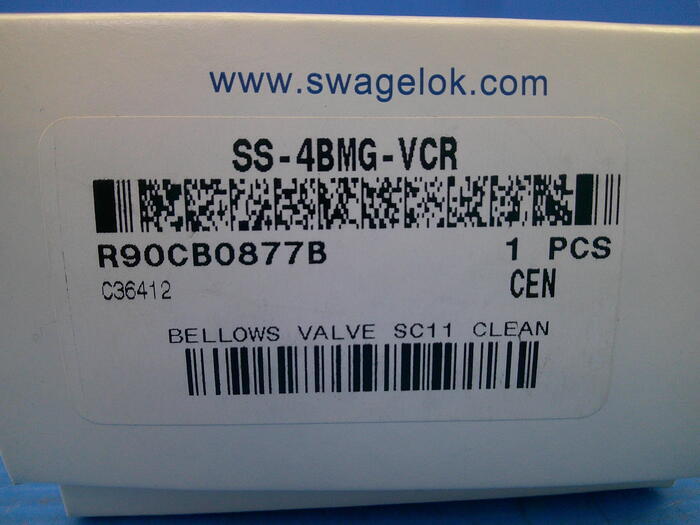 www.swagelok.com
SS-4BMG-VCR
R90CB0877B 1 PCS
C36412 CEN
BELLOWS VALVE SC11 CLEAN